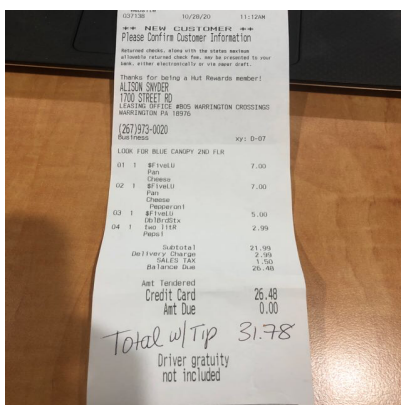 Website
037138 10/28/20 11:12AM
** NEW CUSTOMER **
Please Confirm Customer Information
Returned checks, along with the states maximum
allowable returned check fee, may be presented to your
bank, either electronically or via paper draft.
Thanks for being a Hut Rewards member!
ALISON SNYDER
1700 STREET RD
LEASING OFFICE #805 WARRINGTON CROSSINGS
WARRINGTON PA 18976
(267)973-0020
Business xy: D-07
LOOK FOR BLUE CANOPY 2ND FLR
01 1 $FiveLU 7.00
Pan
Cheese
02 1 $FiveLU 7.00
Pan
Cheese
Pepperoni
03 1 $FiveLU 5.00
DblBrdStx
04 1 Two litR 2.99
Pepsi
Subtotal 21.99
Delivery Charge 2.99
SALES TAX 1.50
Balance Due 26.48
Amt Tendered
Credit Card 26.48
Amt Due 0.00
Total w/Tip 31.78
Driver gratuity
not included